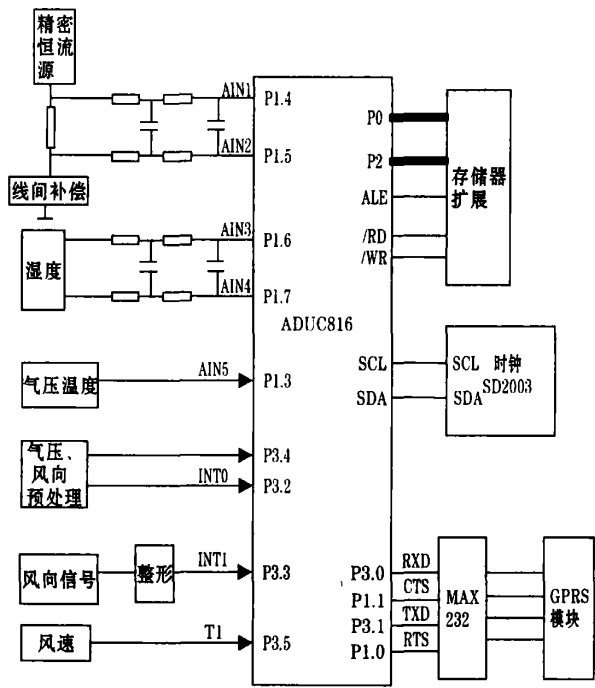 精密
恒流
源
AIN1
P1.4
AIN2
P1.5
线间补偿
湿度
AIN3
P1.6
AIN4
P1.7
ADUC816
P0
P2
ALE
/RD
/WR
存储器
扩展
气压温度
AIN5
P1.3
SCL
SDA
SCL 时钟
SD2003
SDA
气压、
风向
预处理
P3.4
INT0
P3.2
风向信号
整形
INT1
P3.3
风速
T1
P3.5
P3.0
RXD
P1.1
CTS
P3.1
TXD
P1.0
RTS
MAX
232
GPRS
模块